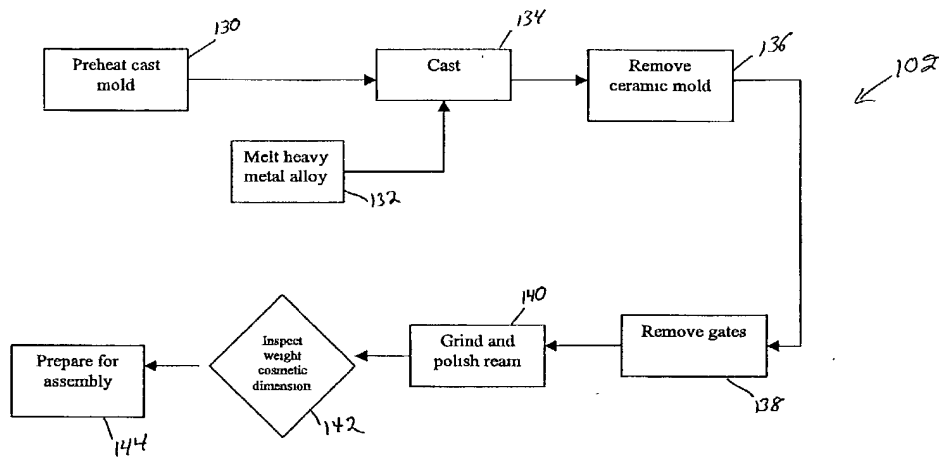 130
Preheat cast
mold
134
Cast
136
Remove
ceramic mold
102
Melt heavy
metal alloy
132
140
Remove gates
138
Grind and
polish ream
Inspect
weight
cosmetic
dimension
142
Prepare for
assembly
144